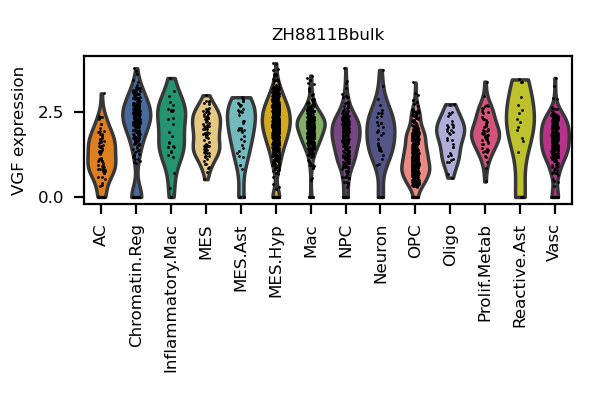 ZH8811Bbulk
VGF expression
2.5
0.0
AC
Chromatin.Reg
Inflammatory.Mac
MES
MES.Ast
MES.Hyp
Mac
NPC
Neuron
OPC
Oligo
Prolif.Metab
Reactive.Ast
Vasc